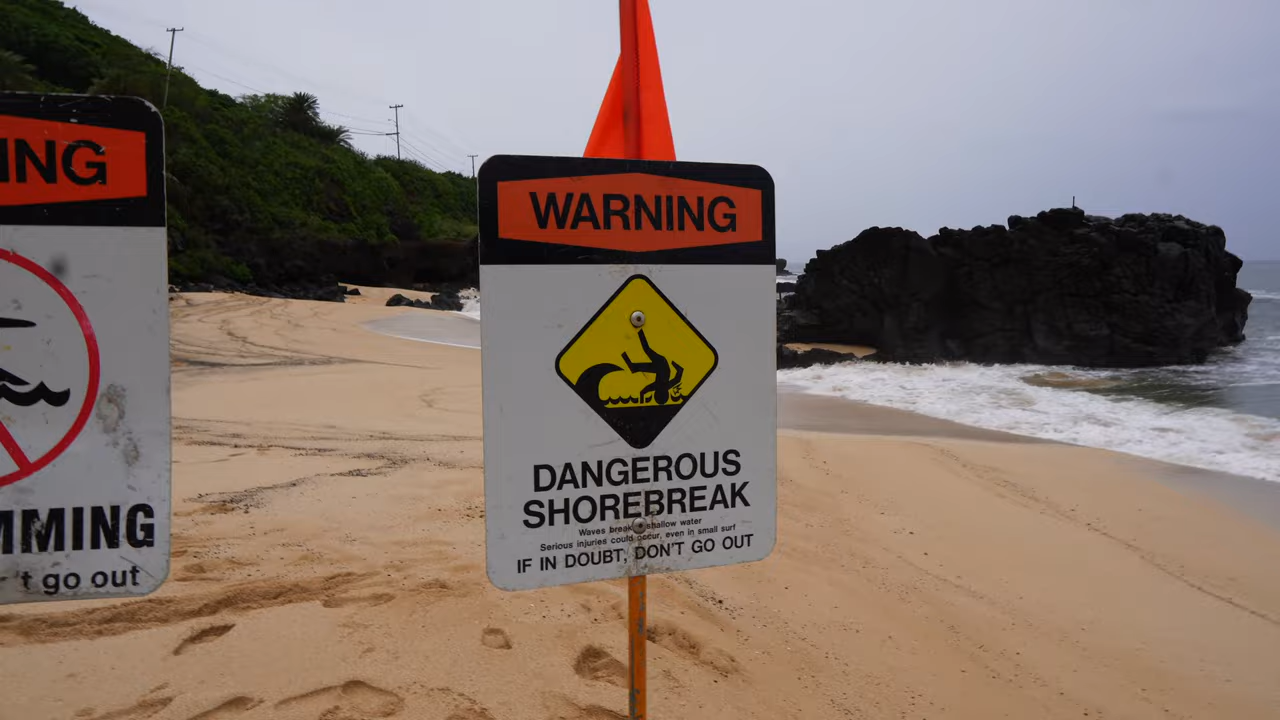 ING
MMING
't go out
WARNING
DANGEROUS
SHOREBREAK
Waves break shallow water
Serious injuries could occur, even in small surf
IF IN DOUBT, DON'T GO OUT